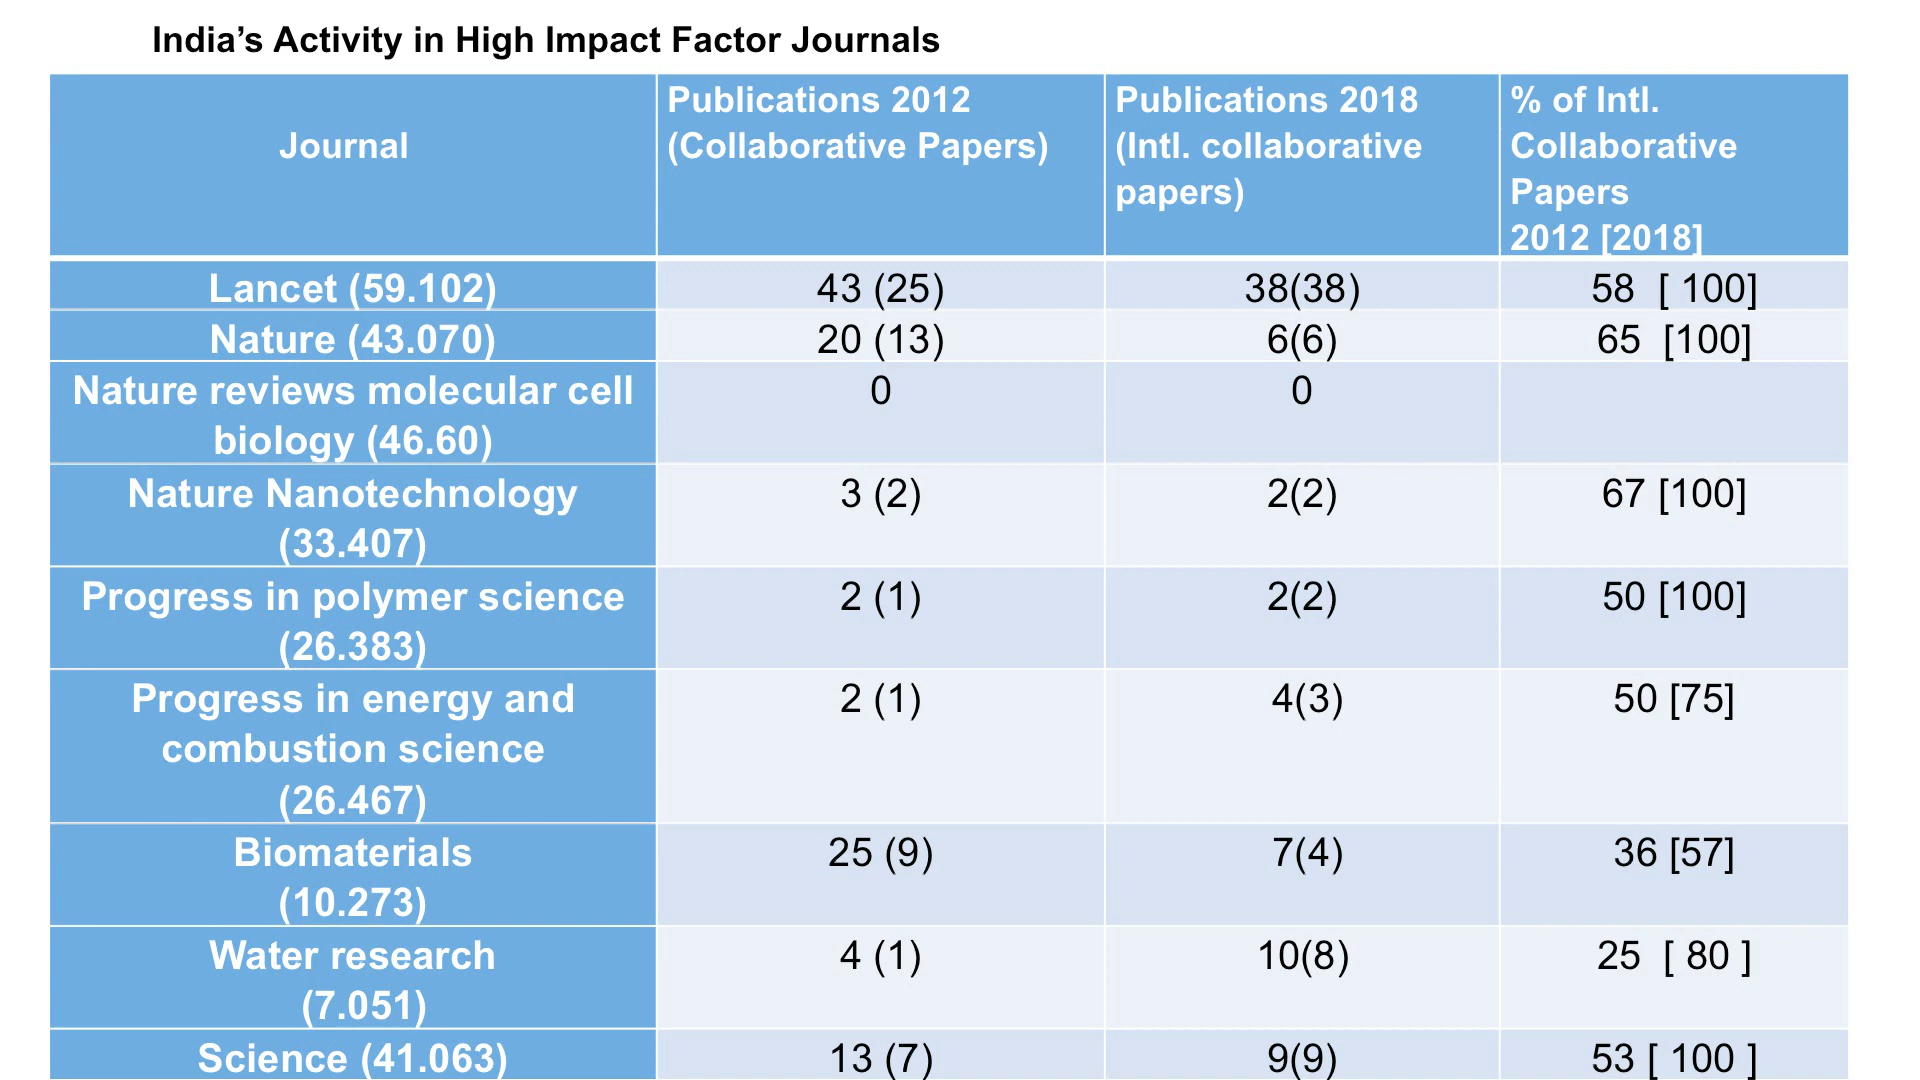 India’s Activity in High Impact Factor Journals
Journal
Publications 2012
(Collaborative Papers)
Publications 2018
(Intl. collaborative
papers)
% of Intl.
Collaborative
Papers
2012 [2018]
Lancet (59.102)
43 (25)
38(38)
58 [ 100]
Nature (43.070)
20 (13)
6(6)
65 [100]
Nature reviews molecular cell
biology (46.60)
0
0
Nature Nanotechnology
(33.407)
3 (2)
2(2)
67 [100]
Progress in polymer science
(26.383)
2 (1)
2(2)
50 [100]
Progress in energy and
combustion science
(26.467)
2 (1)
4(3)
50 [75]
Biomaterials
(10.273)
25 (9)
7(4)
36 [57]
Water research
(7.051)
4 (1)
10(8)
25 [ 80 ]
Science (41.063)
13 (7)
9(9)
53 [ 100 ]